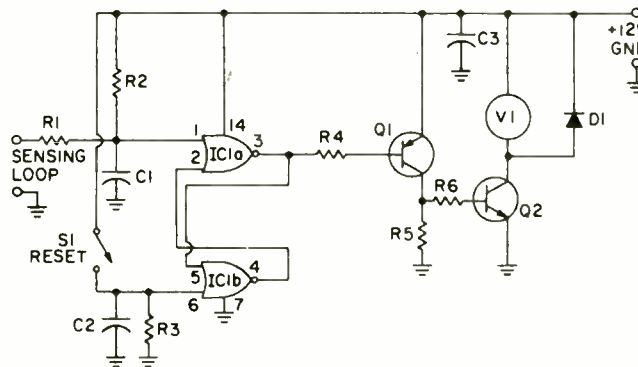 +12V
GND
C3
R2
R1
1
14
3
Q1
V1
D1
R4
IC1a
2
SENSING
LOOP
C1
R6
Q2
R5
S1
RESET
4
5
IC1b
6
7
C2
R3